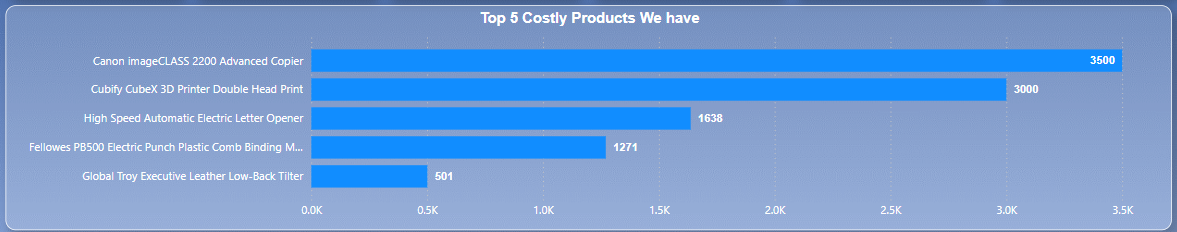 Top 5 Costly Products We have
Canon imageCLASS 2200 Advanced Copier 3500
Cubify CubeX 3D Printer Double Head Print 3000
High Speed Automatic Electric Letter Opener 1638
Fellowes PB500 Electric Punch Plastic Comb Binding M... 1271
Global Troy Executive Leather Low-Back Tilter 501
0.0K 0.5K 1.0K 1.5K 2.0K 2.5K 3.0K 3.5K